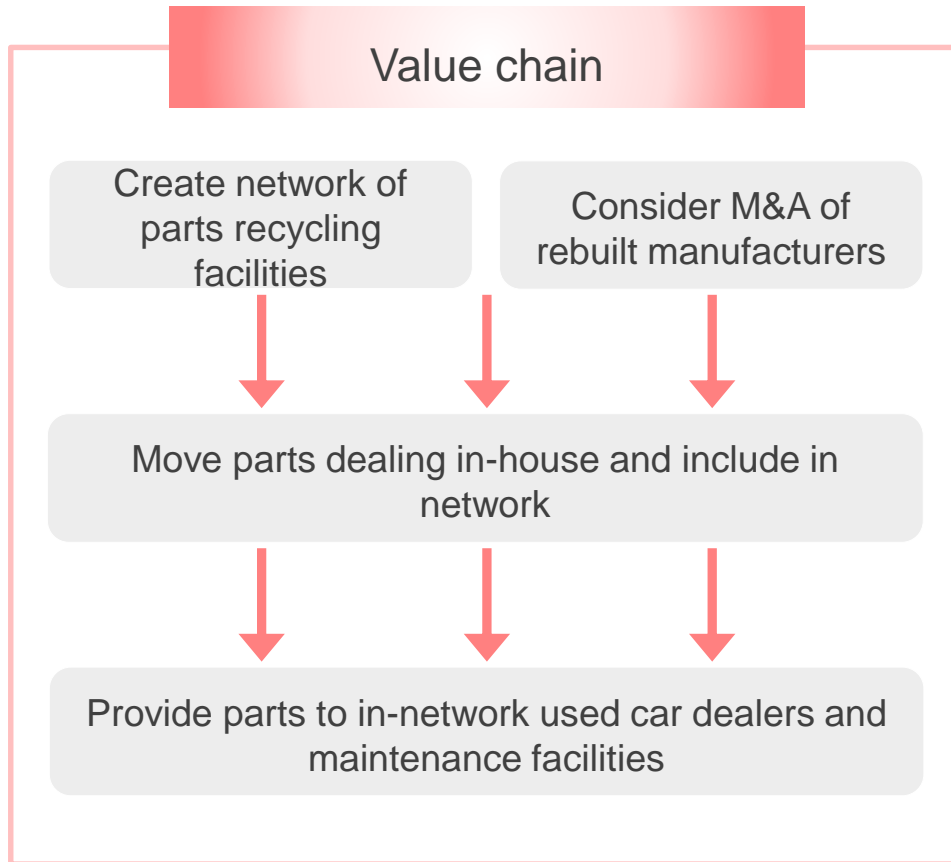 Value chain
Create network of
parts recycling
facilities
Consider M&A of
rebuilt manufacturers
Move parts dealing in-house and include in
network
Provide parts to in-network used car dealers and
maintenance facilities